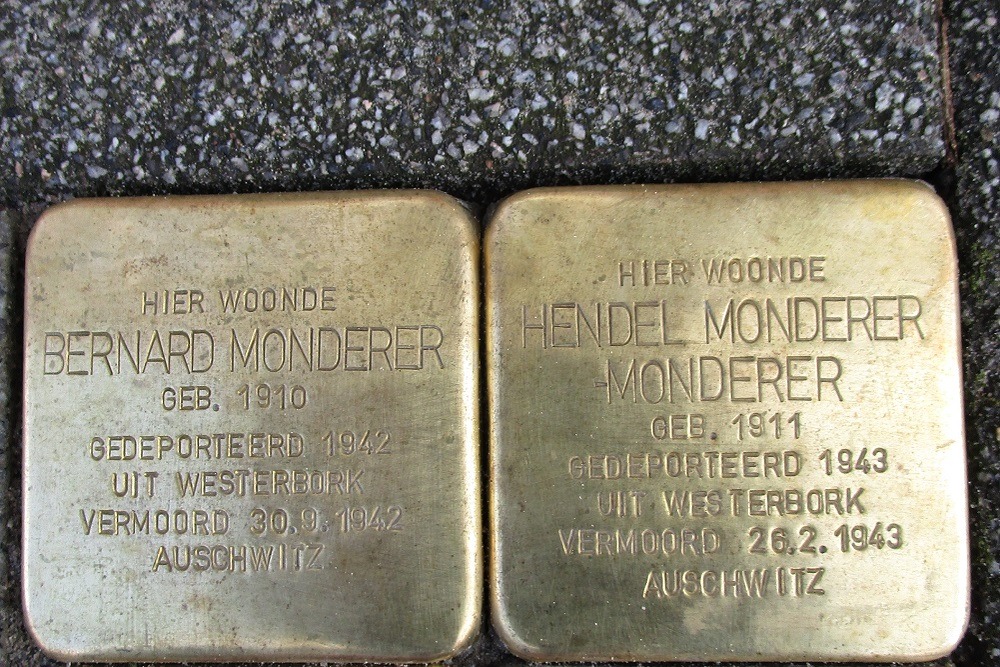 HIER WOONDE
BERNARD MONDERER
GEB. 1910
GEDEPORTEERD 1942
UIT WESTERBORK
VERMOORD 30.9.1942
AUSCHWITZ
HIER WOONDE
HENDEL MONDERER
-MONDERER
GEB. 1911
GEDEPORTEERD 1943
UIT WESTERBORK
VERMOORD 26.2.1943
AUSCHWITZ